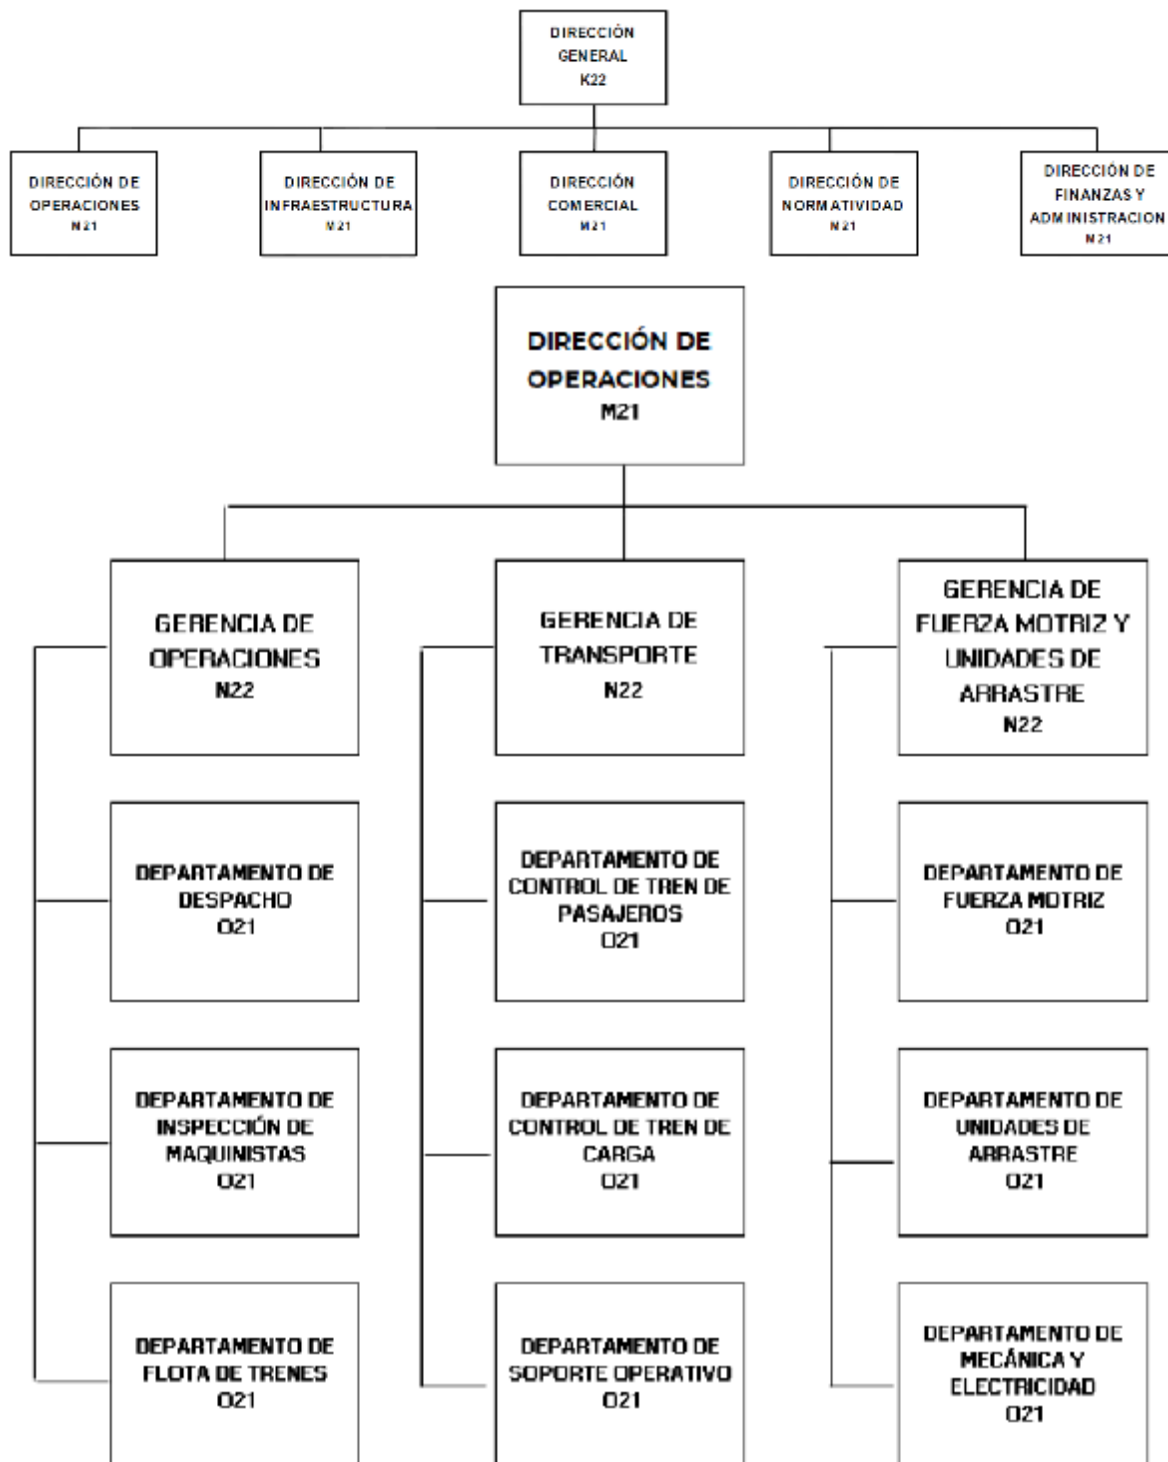 DIRECCIÓN
GENERAL
K22
DIRECCIÓN DE
OPERACIONES
M21
DIRECCIÓN DE
INFRAESTRUCTURA
M21
DIRECCIÓN
COMERCIAL
M21
DIRECCIÓN DE
NORMATIVIDAD
M21
DIRECCIÓN DE
FINANZAS Y
ADMINISTRACION
M21
DIRECCIÓN DE
OPERACIONES
M21
GERENCIA DE
OPERACIONES
N22
GERENCIA DE
TRANSPORTE
N22
GERENCIA DE
FUERZA MOTRIZ Y
UNIDADES DE
ARRASTRE
N22
DEPARTAMENTO DE
DESPACHO
O21
DEPARTAMENTO DE
CONTROL DE TREN DE
PASAJEROS
O21
DEPARTAMENTO DE
FUERZA MOTRIZ
O21
DEPARTAMENTO DE
INSPECCIÓN DE
MAQUINISTAS
O21
DEPARTAMENTO DE
CONTROL DE TREN DE
CARGA
O21
DEPARTAMENTO DE
UNIDADES DE
ARRASTRE
O21
DEPARTAMENTO DE
FLOTA DE TRENES
O21
DEPARTAMENTO DE
SOPORTE OPERATIVO
O21
DEPARTAMENTO DE
MECÁNICA Y
ELECTRICIDAD
O21